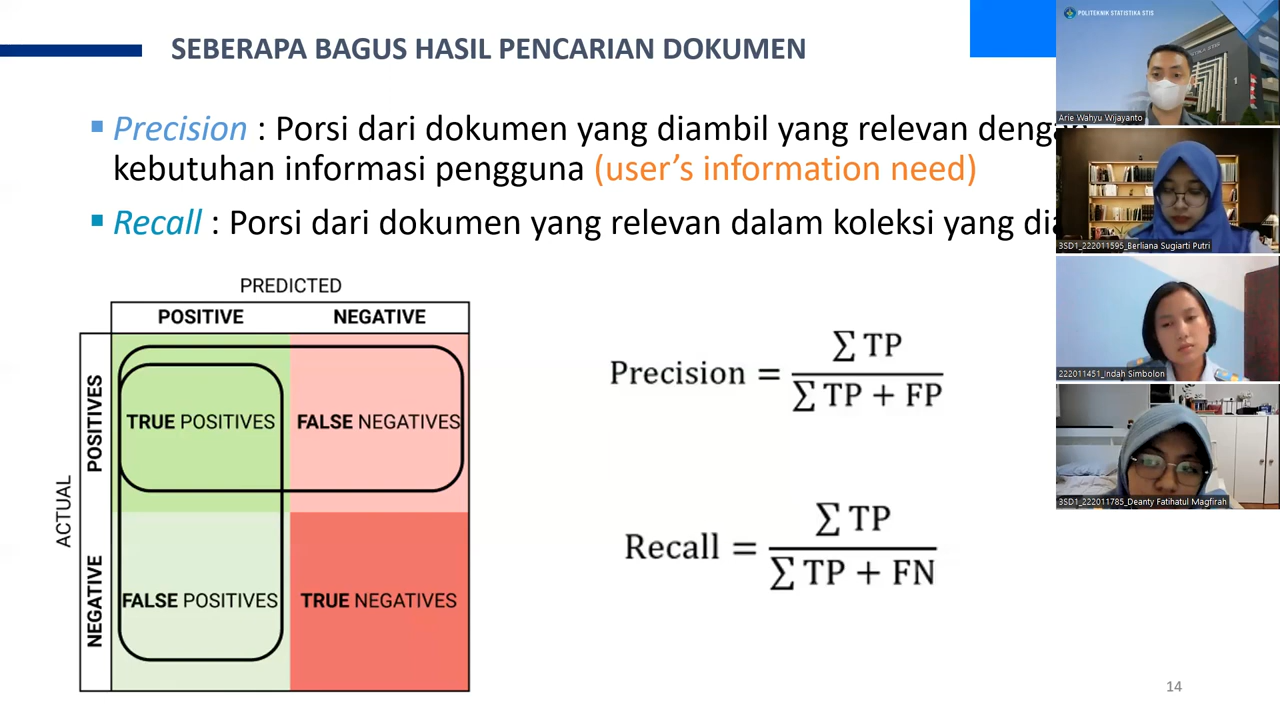 SEBERAPA BAGUS HASIL PENCARIAN DOKUMEN
Precision : Porsi dari dokumen yang diambil yang relevan
kebutuhan informasi pengguna (user's information need)
Recall : Porsi dari dokumen yang relevan dalam koleksi yang
PREDICTED
POSITIVE NEGATIVE
ACTUAL
POSITIVES
NEGATIVE
TRUE POSITIVES
FALSE NEGATIVES
FALSE POSITIVES
TRUE NEGATIVES
Precision = ∑ TP / ∑ TP + FP
Recall = ∑ TP / ∑ TP + FN
14
POLITEKNIK STATISTIKA STIS
Arie Wahyu Wijayanto
3SD1_222011595_Berliana Sugiarti Putri
222011451_Indah Simbolon
3SD1_222011785_Deanty Fatihatul Magfirah